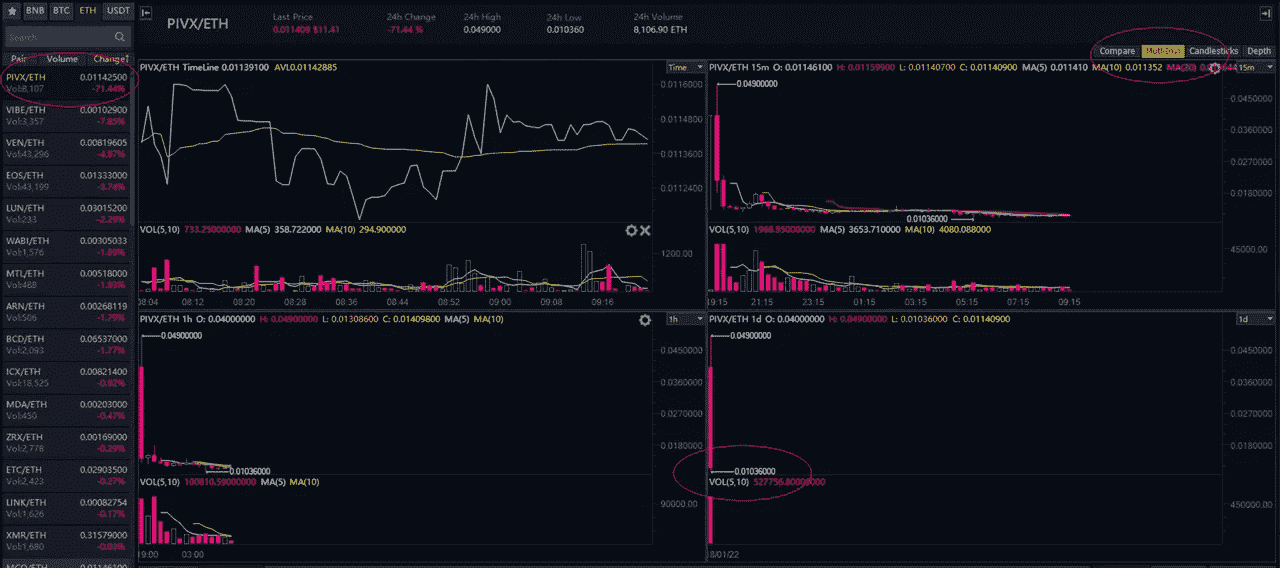 BNB BTC ETH USDT
Search
Pair Volume Change
PIVX/ETH 0.01142500
Vol:8,107 -71.44%
VIBE/ETH 0.00102900
Vol:3,357 -7.85%
VEN/ETH 0.00819605
Vol:43,296 -4.87%
EOS/ETH 0.01333000
Vol:43,199 -3.74%
LUN/ETH 0.03015200
Vol:233 -2.29%
WABI/ETH 0.00305033
Vol:1,576 -1.89%
MTL/ETH 0.00518000
Vol:488 -1.83%
ARN/ETH 0.00268119
Vol:506 -1.79%
BCD/ETH 0.06537000
Vol:2,093 -1.77%
ICX/ETH 0.00821400
Vol:18,525 -0.82%
MDA/ETH 0.00203000
Vol:450 -0.47%
ZRX/ETH 0.00169000
Vol:2,778 -0.29%
ETC/ETH 0.02903500
Vol:2,423 -0.27%
LINK/ETH 0.00082754
Vol:1,626 -0.17%
XMR/ETH 0.31579000
Vol:1,680 -0.03%
PIVX/ETH
Last Price 24h Change 24h High 24h Low 24h Volume
0.011409 $11.41 -71.44 % 0.049000 0.010360 8,106.90 ETH
Compare Candlesticks Depth
PIVX/ETH TimeLine 0.01139100 AVL0.01142885 Time
0.0116000
0.0114800
0.0113600
0.0112400
VOL(5,10) 733.25000000 MA(5) 358.722000 MA(10) 294.900000
1200.00
08:04 08:12 08:20 08:28 08:36 08:44 08:52 09:00 09:08 09:16
PIVX/ETH 15m O: 0.01146100 H: 0.01159900 L: 0.01140700 C: 0.01140900 MA(5) 0.011410 MA(10) 0.011352 15m
0.04900000
0.0450000
0.0360000
0.0270000
0.0180000
0.01036000
VOL(5,10) 1968.95000000 MA(5) 3653.710000 MA(10) 4080.088000
45000.00
19:15 21:15 23:15 01:15 03:15 05:15 07:15 09:15
PIVX/ETH 1h O: 0.04000000 H: 0.04900000 L: 0.01308600 C: 0.01409800 MA(5) MA(10) 1h
0.04900000
0.0450000
0.0360000
0.0270000
0.0180000
0.01036000
VOL(5,10) 100810.59000000 MA(5) MA(10)
90000.00
19:00 03:00
PIVX/ETH 1d O: 0.04000000 H: 0.04900000 L: 0.01036000 C: 0.01140900 1d
0.04900000
0.0450000
0.0360000
0.0270000
0.0180000
0.01036000
VOL(5,10) 527756.80000000
450000.00
8/01/22